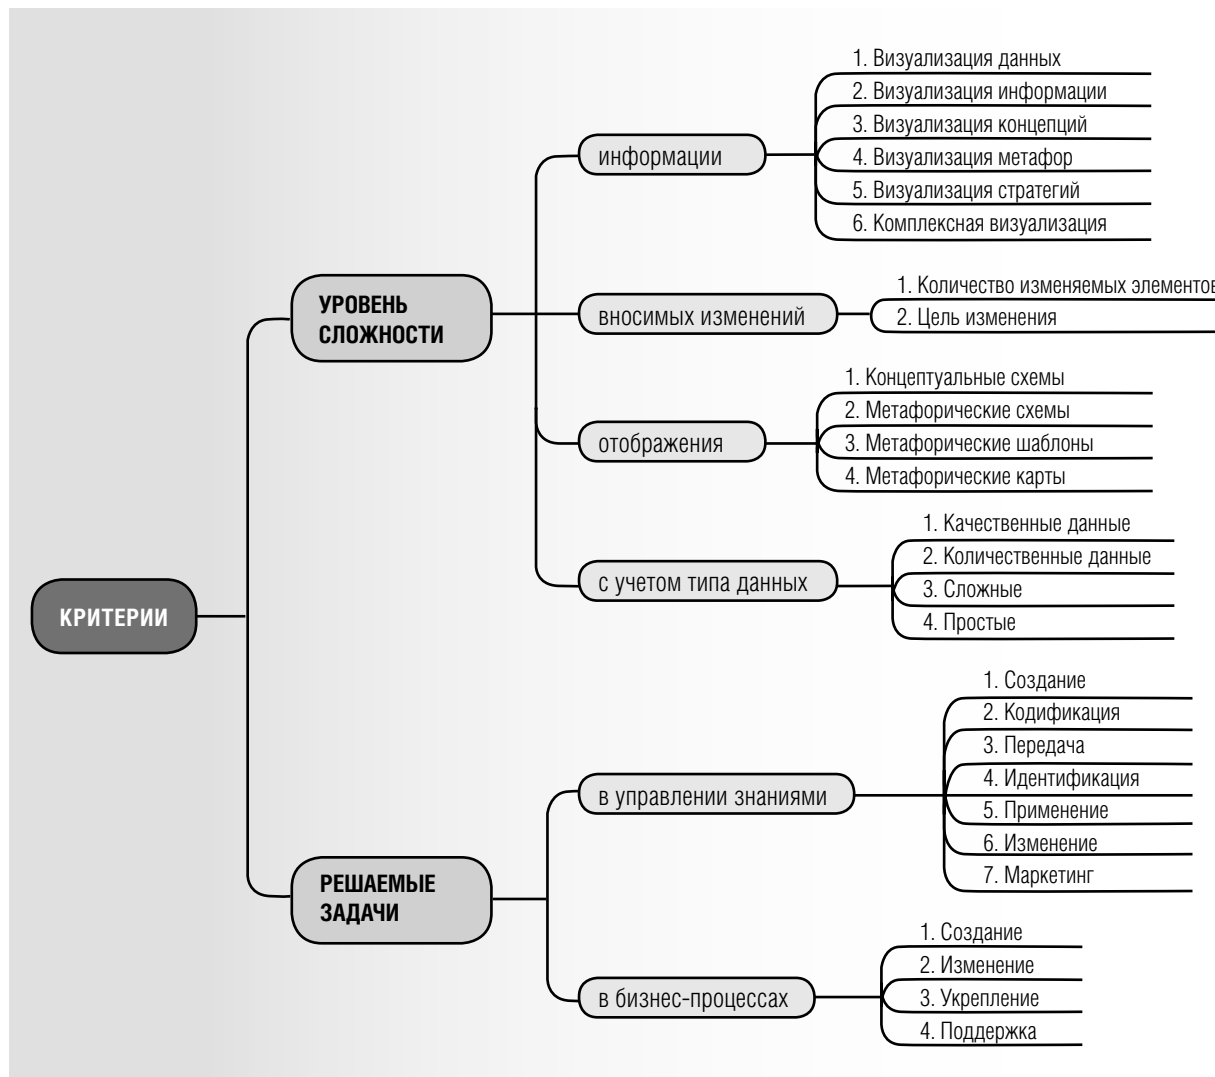 КРИТЕРИИ
УРОВЕНЬ
СЛОЖНОСТИ
информации
1. Визуализация данных
2. Визуализация информации
3. Визуализация концепций
4. Визуализация метафор
5. Визуализация стратегий
6. Комплексная визуализация
вносимых изменений
1. Количество изменяемых элементов
2. Цель изменения
отображения
1. Концептуальные схемы
2. Метафорические схемы
3. Метафорические шаблоны
4. Метафорические карты
с учетом типа данных
1. Качественные данные
2. Количественные данные
3. Сложные
4. Простые
РЕШАЕМЫЕ
ЗАДАЧИ
в управлении знаниями
1. Создание
2. Кодификация
3. Передача
4. Идентификация
5. Применение
6. Изменение
7. Маркетинг
в бизнес-процессах
1. Создание
2. Изменение
3. Укрепление
4. Поддержка